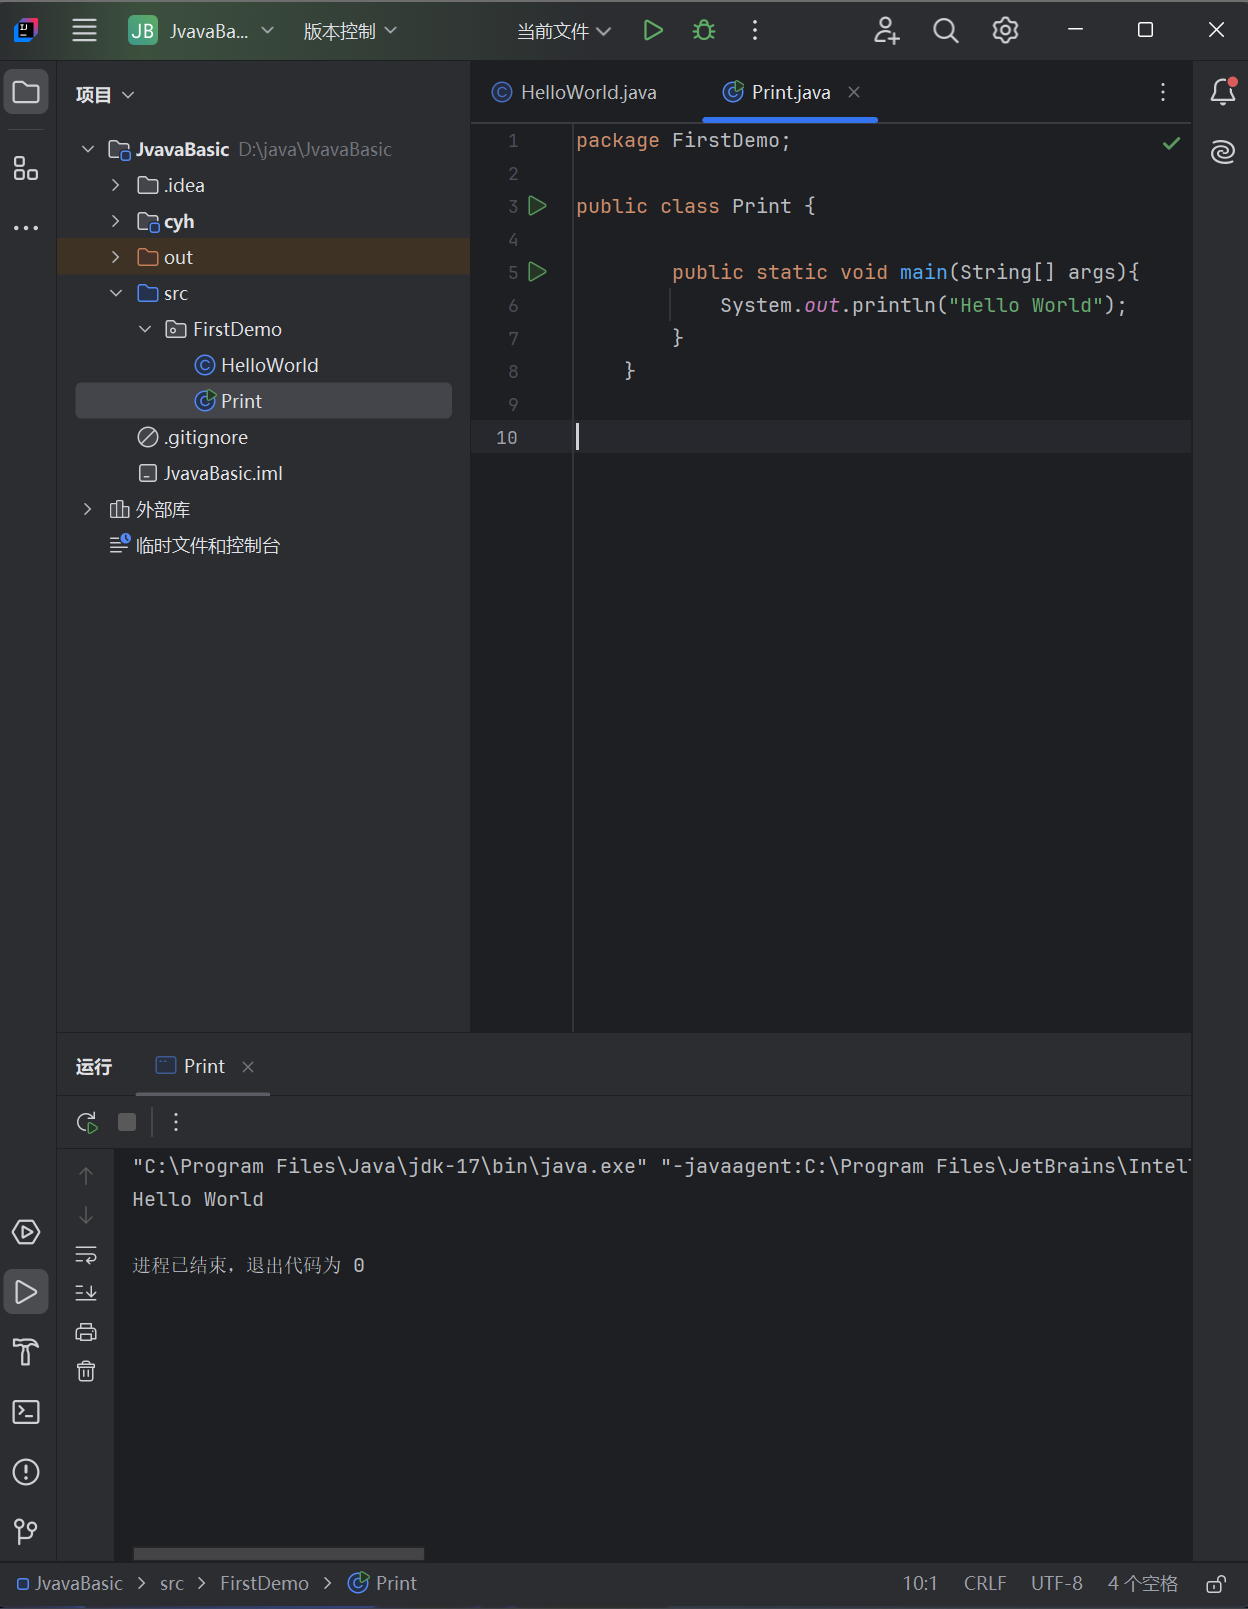 JB JvavaBa... 版本控制 当前文件
项目
JvavaBasic D:\java\JvavaBasic
.idea
cyh
out
src
FirstDemo
HelloWorld
Print
.gitignore
JvavaBasic.iml
外部库
临时文件和控制台
HelloWorld.java Print.java
1 package FirstDemo;
2
3 public class Print {
4
5 public static void main(String[] args){
6 System.out.println("Hello World");
7 }
8 }
9
10
运行 Print
"C:\Program Files\Java\jdk-17\bin\java.exe" "-javaagent:C:\Program Files\JetBrains\Intel
Hello World
进程已结束，退出代码为 0
JvavaBasic > src > FirstDemo > Print 10:1 CRLF UTF-8 4 个空格